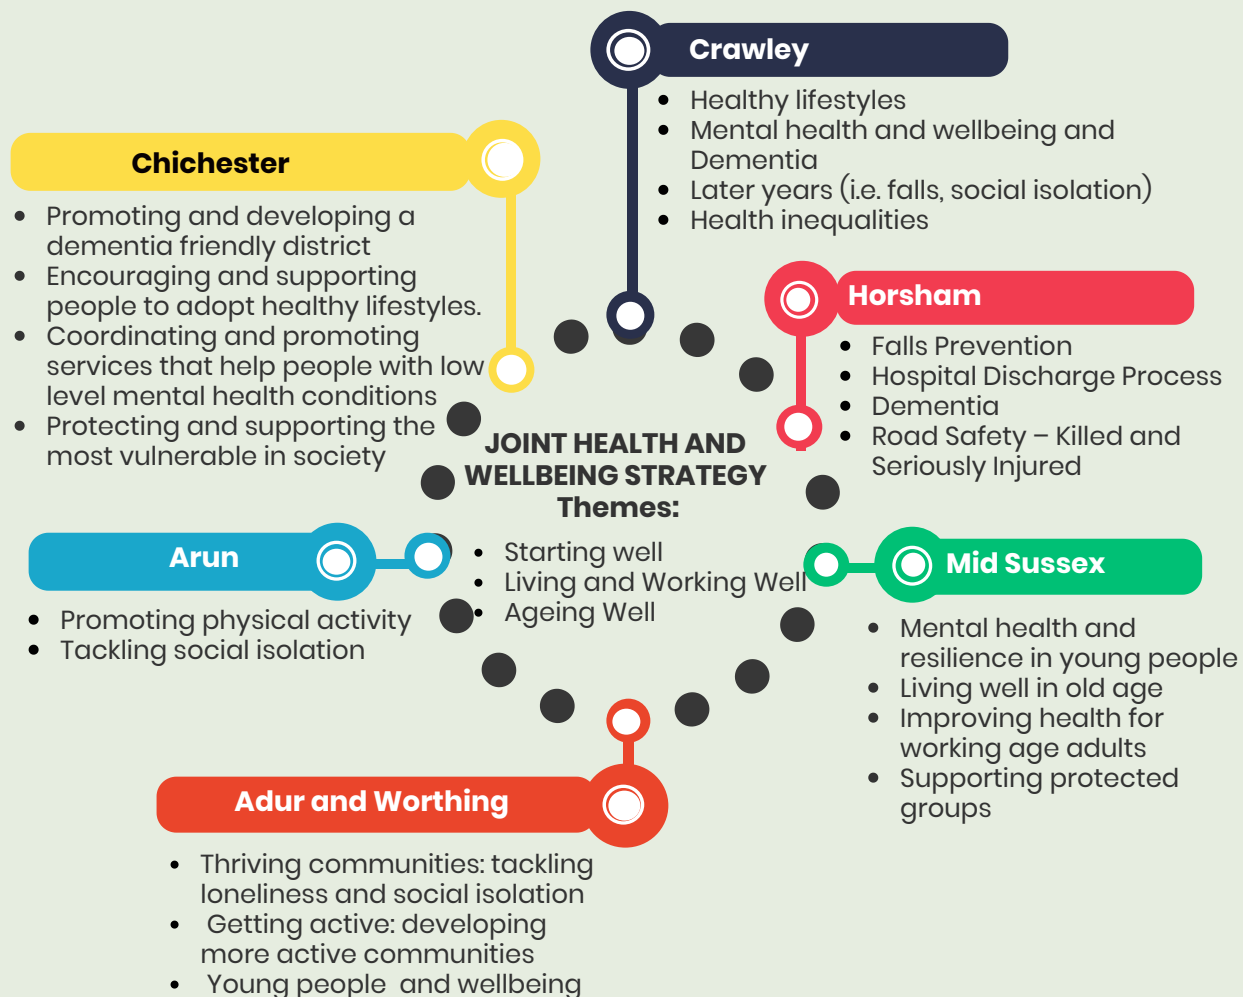 Crawley
• Healthy lifestyles
• Mental health and wellbeing and
Dementia
• Later years (i.e. falls, social isolation)
• Health inequalities
Chichester
• Promoting and developing a
dementia friendly district
• Encouraging and supporting
people to adopt healthy lifestyles.
• Coordinating and promoting
services that help people with low
level mental health conditions
• Protecting and supporting the
most vulnerable in society
Horsham
• Falls Prevention
• Hospital Discharge Process
• Dementia
• Road Safety – Killed and
Seriously Injured
JOINT HEALTH AND
WELLBEING STRATEGY
Themes:
• Starting well
• Living and Working Well
• Ageing Well
Arun
• Promoting physical activity
• Tackling social isolation
Mid Sussex
• Mental health and
resilience in young people
• Living well in old age
• Improving health for
working age adults
• Supporting protected
groups
Adur and Worthing
• Thriving communities: tackling
loneliness and social isolation
• Getting active: developing
more active communities
• Young people and wellbeing